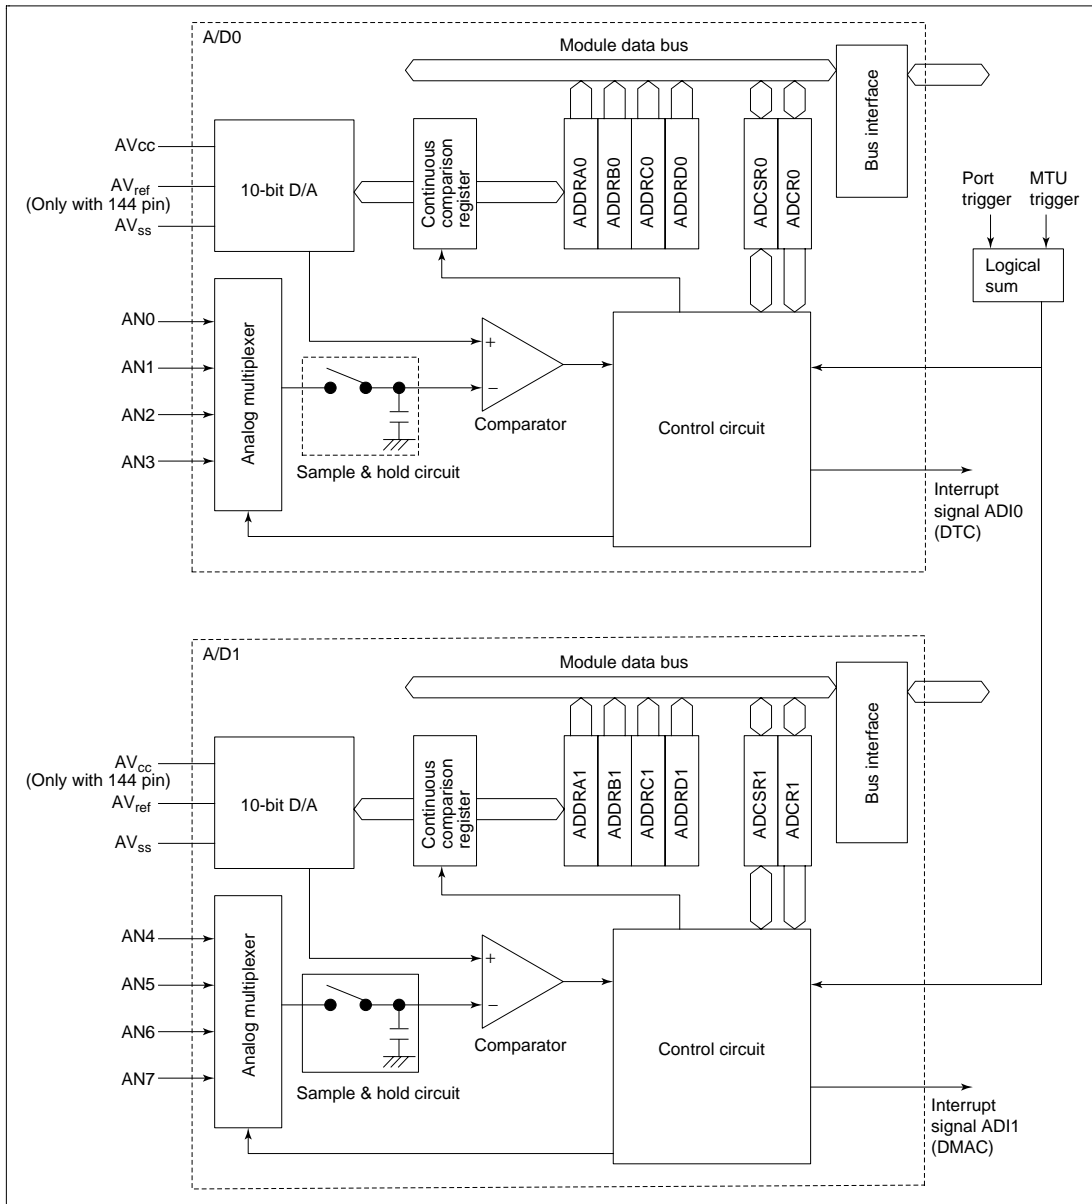 A/D0
Module data bus
Bus interface
AVcc
AVref
(Only with 144 pin)
AVss
10-bit D/A
Continuous
comparison
register
ADDRA0
ADDRB0
ADDRC0
ADDRD0
ADCSR0
ADCR0
Port
trigger
MTU
trigger
Logical
sum
AN0
AN1
AN2
AN3
Analog multiplexer
Sample & hold circuit
+
−
Comparator
Control circuit
Interrupt
signal ADI0
(DTC)
A/D1
Module data bus
Bus interface
AVcc
(Only with 144 pin)
AVref
AVss
10-bit D/A
Continuous
comparison
register
ADDRA1
ADDRB1
ADDRC1
ADDRD1
ADCSR1
ADCR1
AN4
AN5
AN6
AN7
Analog multiplexer
Sample & hold circuit
+
−
Comparator
Control circuit
Interrupt
signal ADI1
(DMAC)